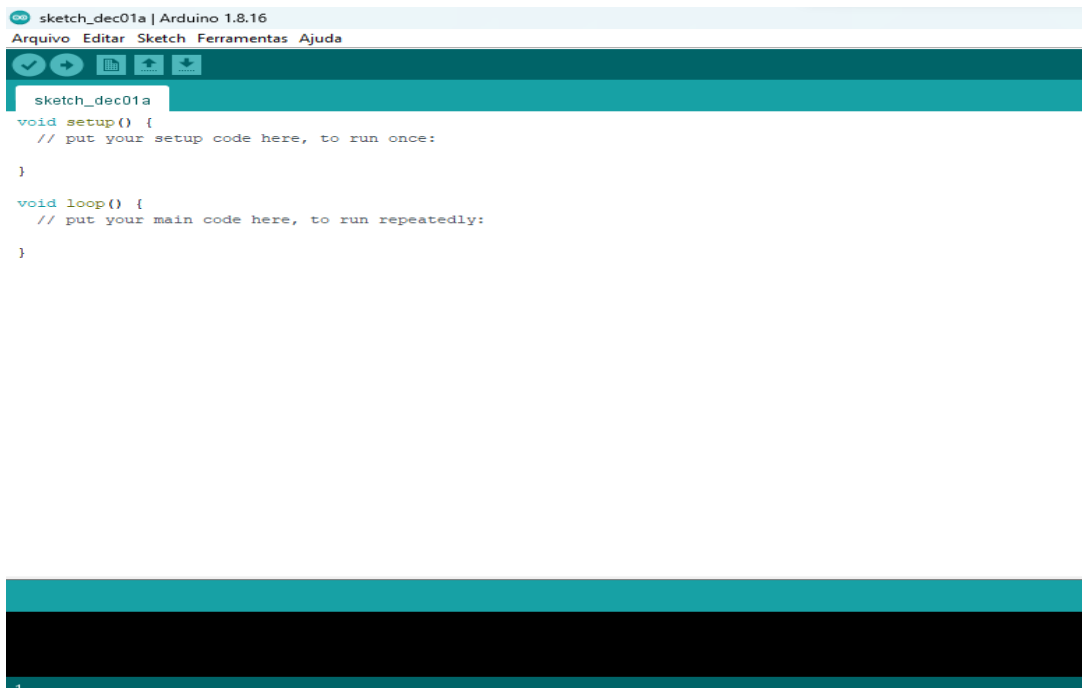 sketch_dec01a | Arduino 1.8.16
Arquivo Editar Sketch Ferramentas Ajuda
sketch_dec01a
void setup() {
// put your setup code here, to run once:
}
void loop() {
// put your main code here, to run repeatedly:
}
1